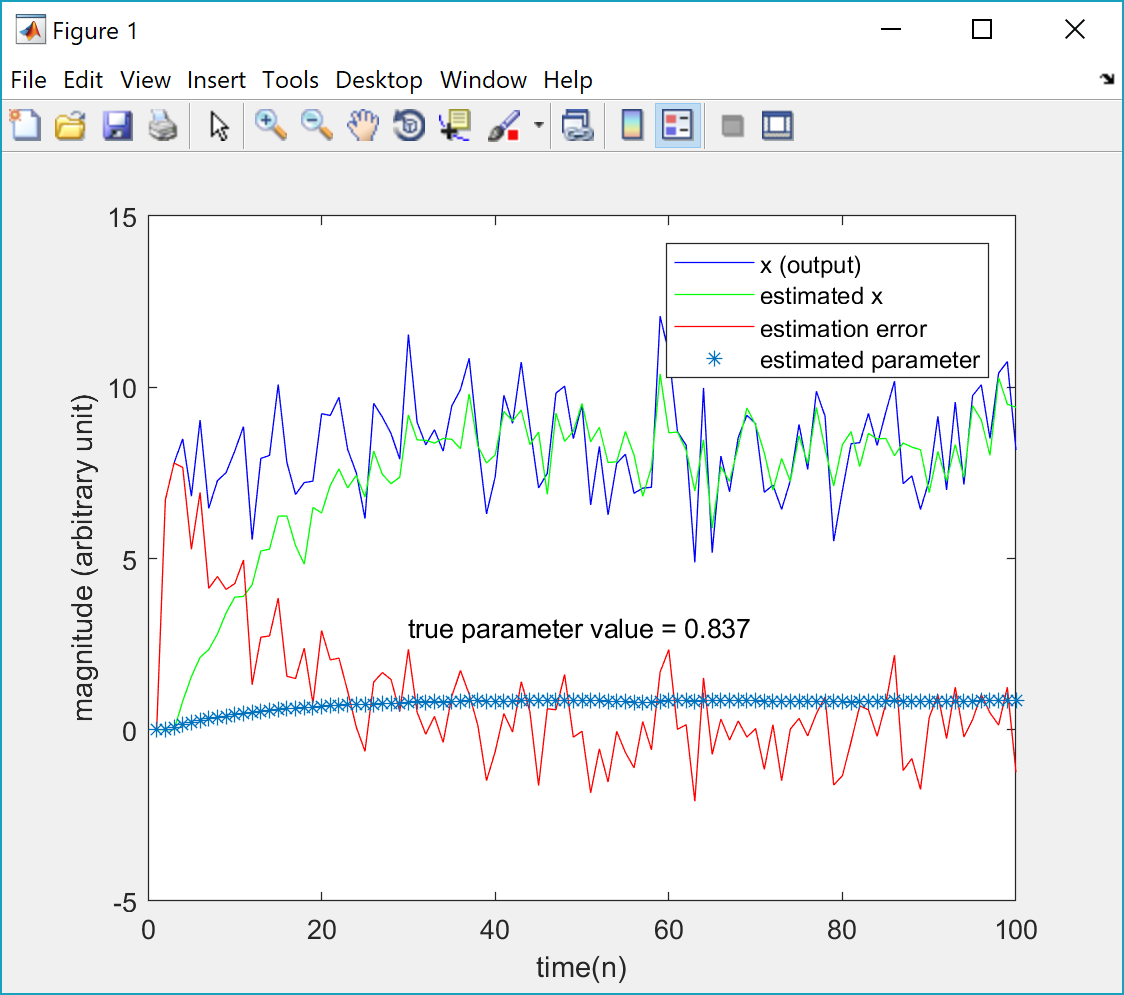 Figure 1
File Edit View Insert Tools Desktop Window Help
15
10
5
0
-5
magnitude (arbitrary unit)
x (output)
estimated x
estimation error
estimated parameter
true parameter value = 0.837
0 20 40 60 80 100
time(n)